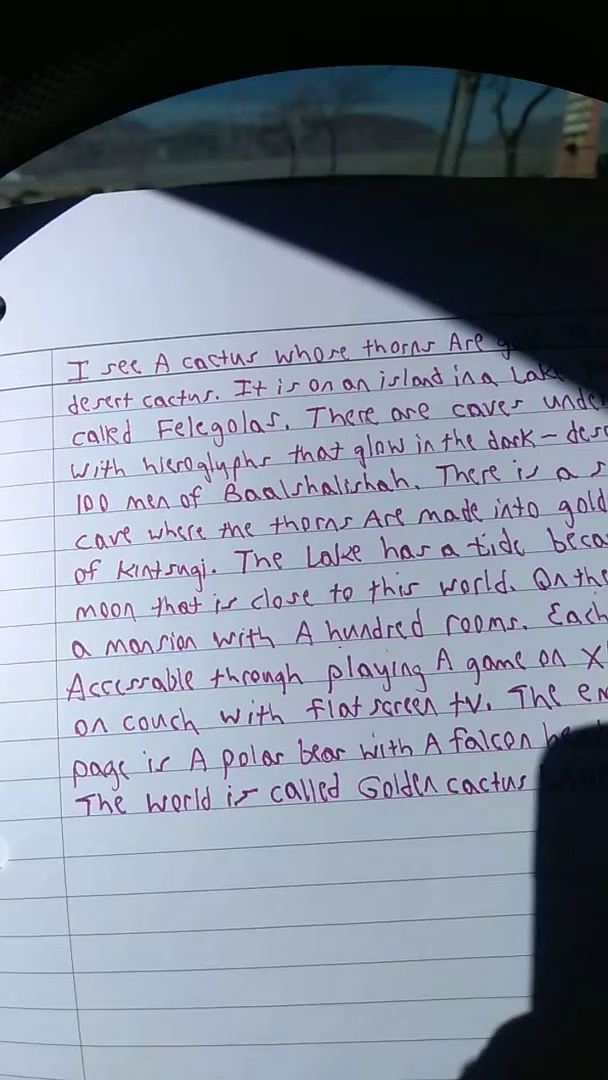 I see A cactus whose thorns Are
desert cactus. It is on an island in a Lake
called Felegolas. There are caves unde
with hieroglyphs that glow in the dark - des
100 men of Baalshalishah. There is a s
cave where the thorns Are made into gold
of Kintsugi. The Lake has a tide beca
moon that is close to this world. On the
a mansion with A hundred rooms. Each
Accessable through playing A game on X
on couch with flat screen tv. The en
page is A polar bear with A falcon
The world is called Golden cactus